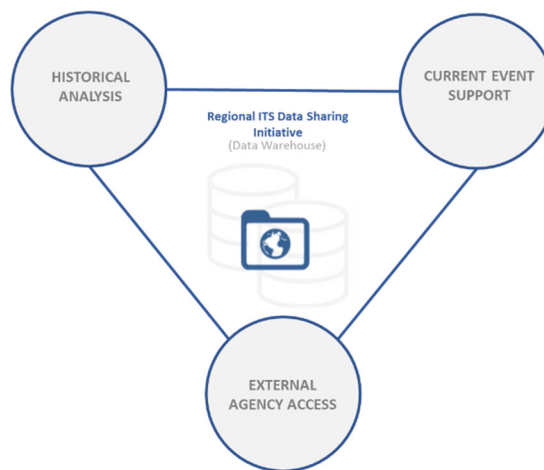 HISTORICAL
ANALYSIS
CURRENT EVENT
SUPPORT
Regional ITS Data Sharing
Initiative
(Data Warehouse)
EXTERNAL
AGENCY ACCESS